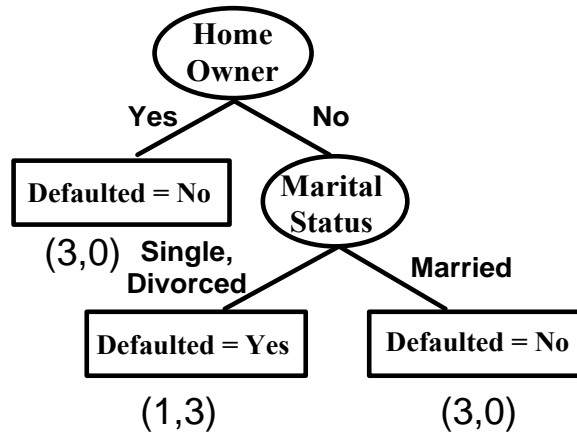 Home
Owner
Yes
No
Defaulted = No
Marital
Status
(3,0)
Single,
Divorced
Married
Defaulted = Yes
Defaulted = No
(1,3)
(3,0)